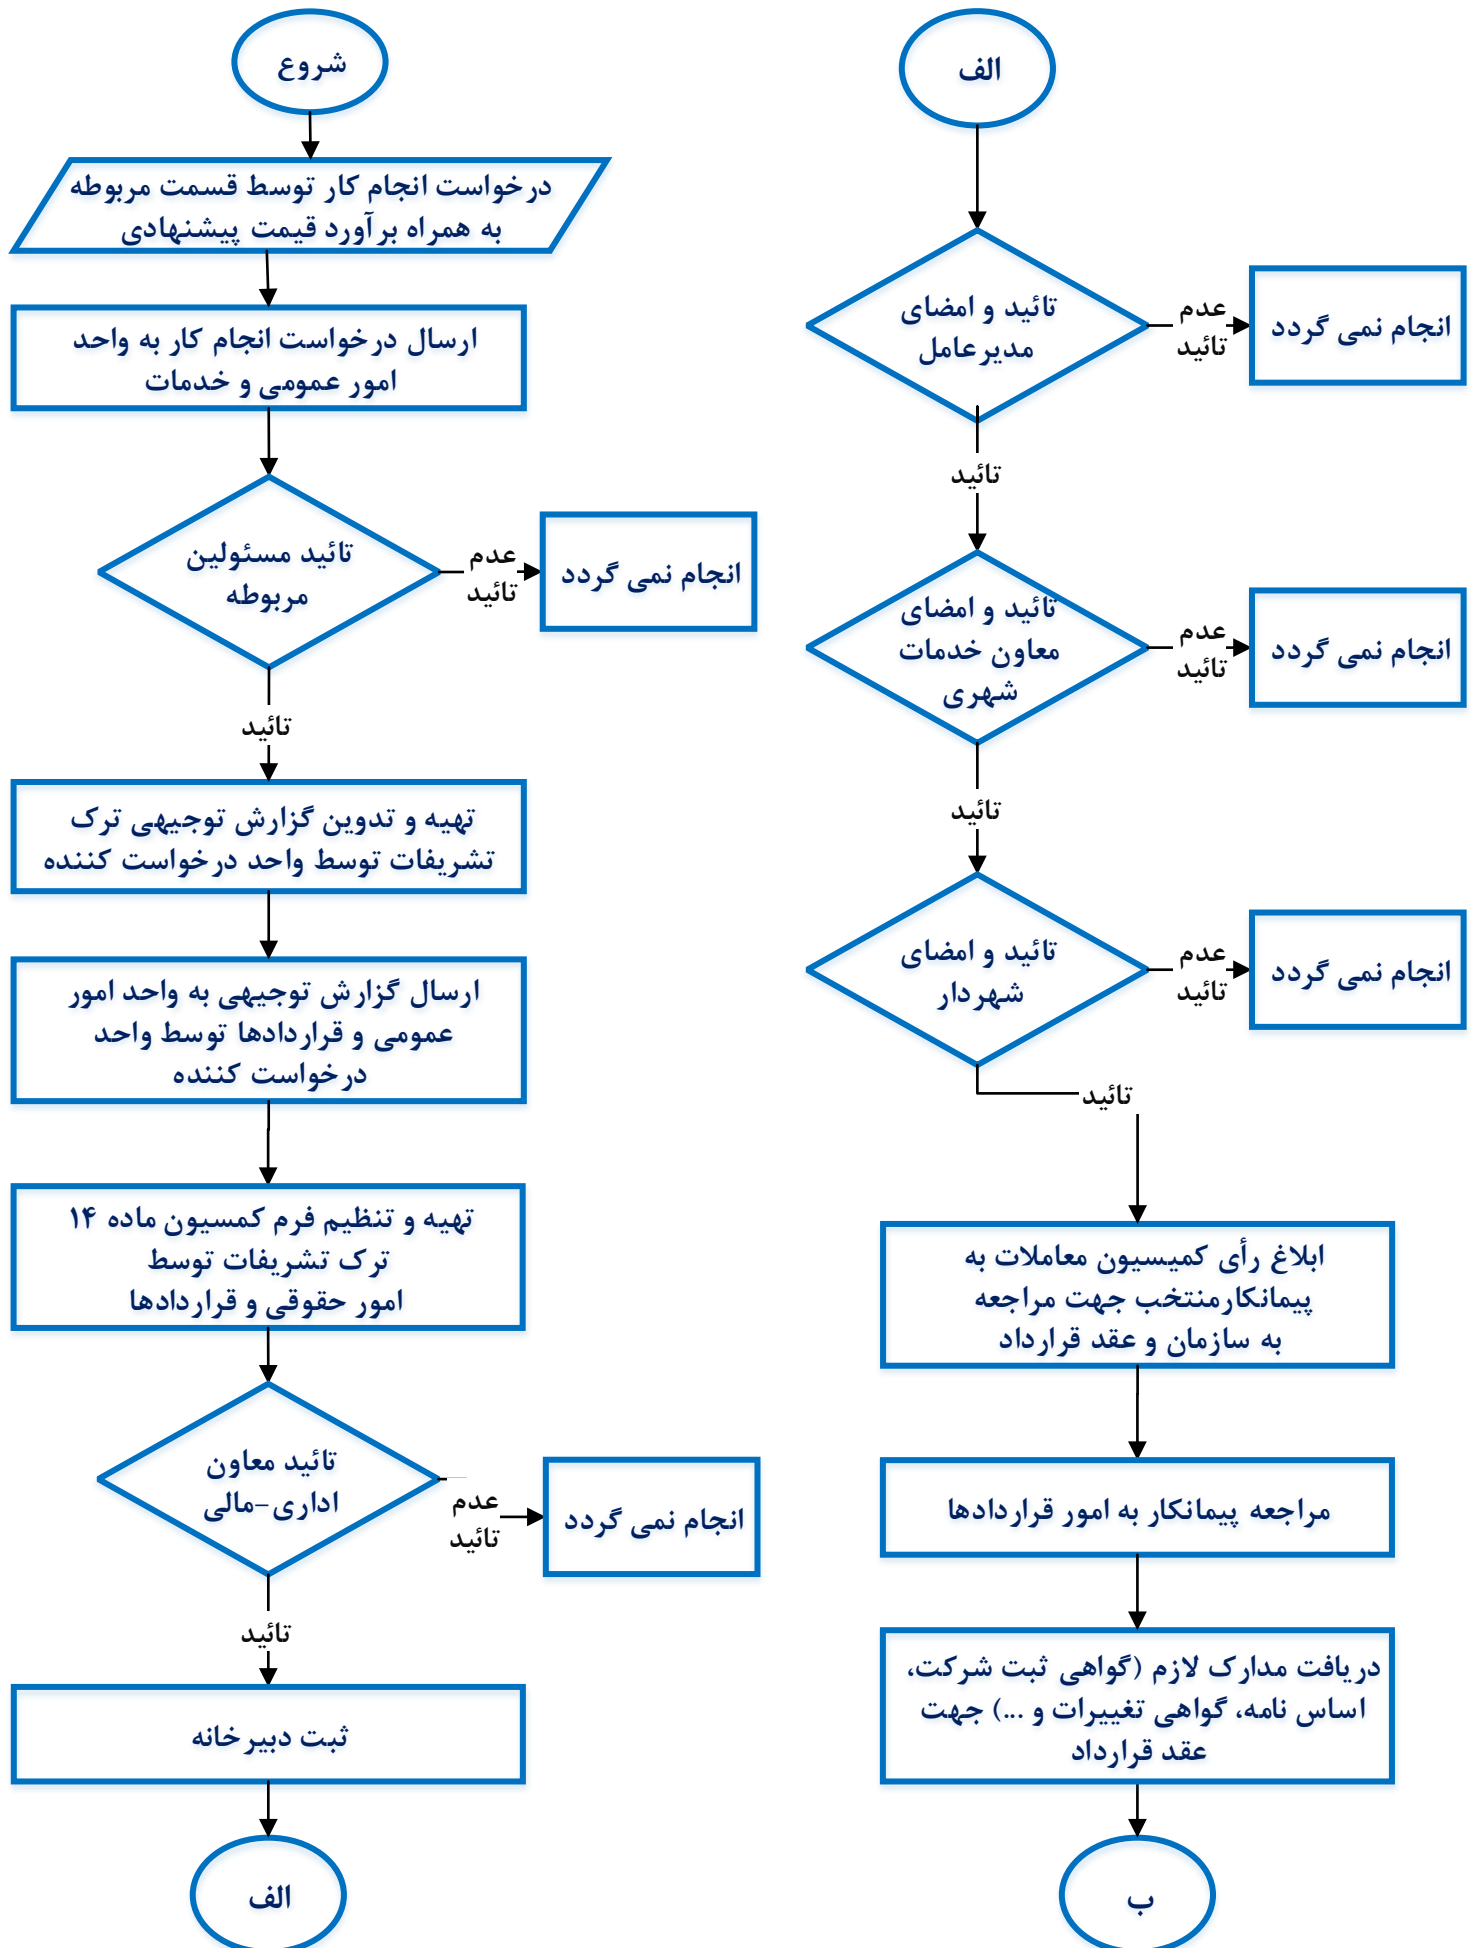 شروع
درخواست انجام کار توسط قسمت مربوطه
به همراه برآورد قیمت پیشنهادی
ارسال درخواست انجام کار به واحد
امور عمومی و خدمات
تائید مسئولین
مربوطه
عدم
تائید
انجام نمی گردد
تائید
تهیه و تدوین گزارش توجیهی ترک
تشریفات توسط واحد درخواست کننده
ارسال گزارش توجیهی به واحد امور
عمومی و قراردادها توسط واحد
درخواست کننده
تهیه و تنظیم فرم کمسیون ماده ۱۴
ترک تشریفات توسط
امور حقوقی و قراردادها
تائید معاون
اداری-مالی
عدم
تائید
انجام نمی گردد
تائید
ثبت دبیرخانه
الف
الف
تائید و امضای
مدیرعامل
عدم
تائید
انجام نمی گردد
تائید
تائید و امضای
معاون خدمات
شهری
عدم
تائید
انجام نمی گردد
تائید
تائید و امضای
شهردار
عدم
تائید
انجام نمی گردد
تائید
ابلاغ رأی کمیسیون معاملات به
پیمانکارمنتخب جهت مراجعه
به سازمان و عقد قرارداد
مراجعه پیمانکار به امور قراردادها
دریافت مدارک لازم (گواهی ثبت شرکت،
اساس نامه، گواهی تغییرات و ...) جهت
عقد قرارداد
ب